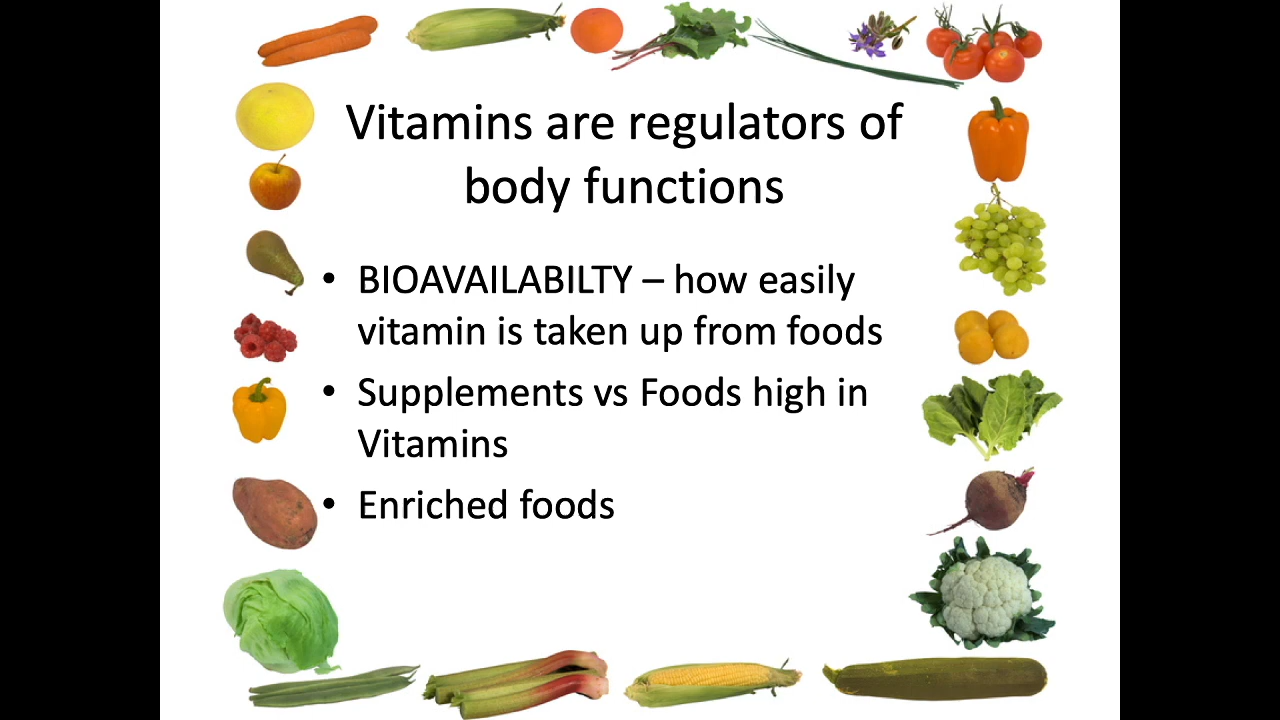 Vitamins are regulators of
body functions
• BIOAVAILABILTY – how easily
vitamin is taken up from foods
• Supplements vs Foods high in
Vitamins
• Enriched foods